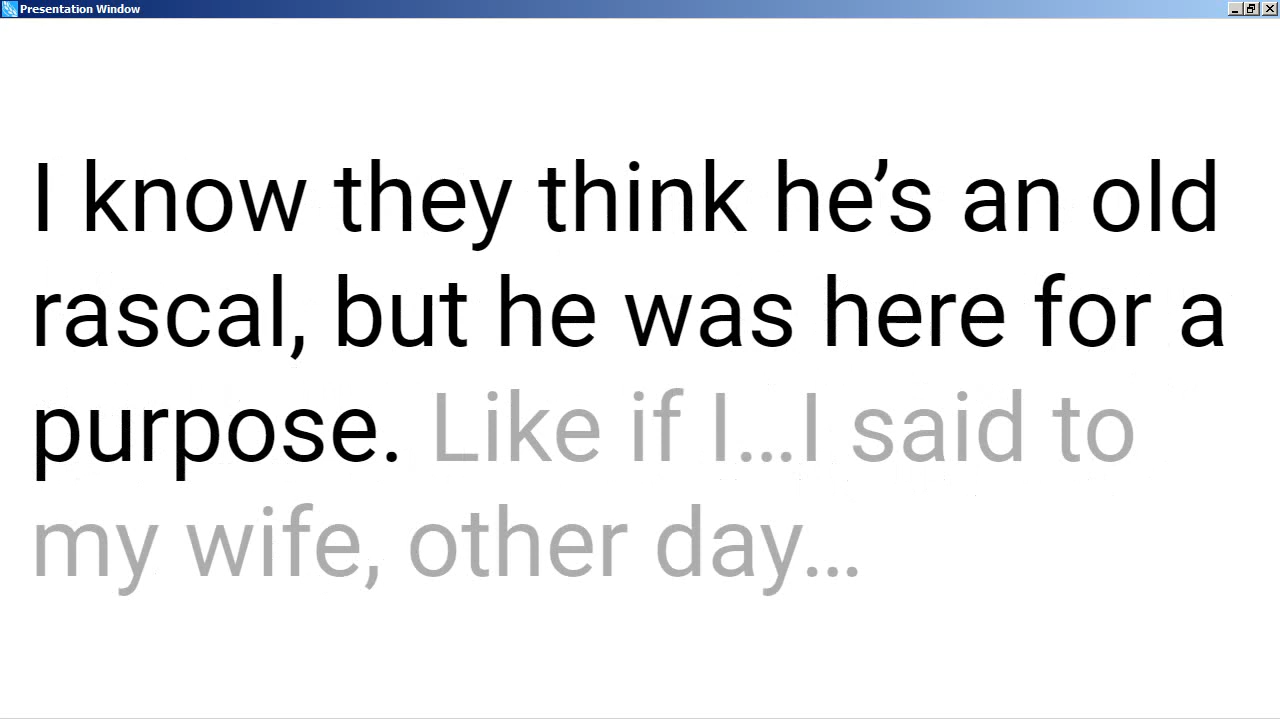 Presentation Window
I know they think he’s an old
rascal, but he was here for a
purpose. Like if I…I said to
my wife, other day…